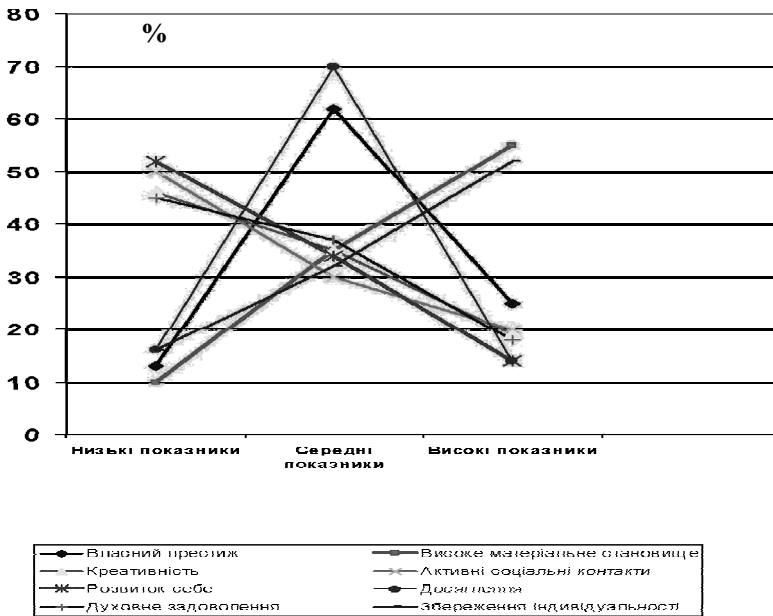 80
%
70
60
50
40
30
20
10
0
Низькі показники
Середні показники
Високі показники
Власний престиж
Високе матеріальне становище
Креативність
Активні соціальні контакти
Розвиток себе
Досягнення
Духовне задоволення
Збереження індивідуальності